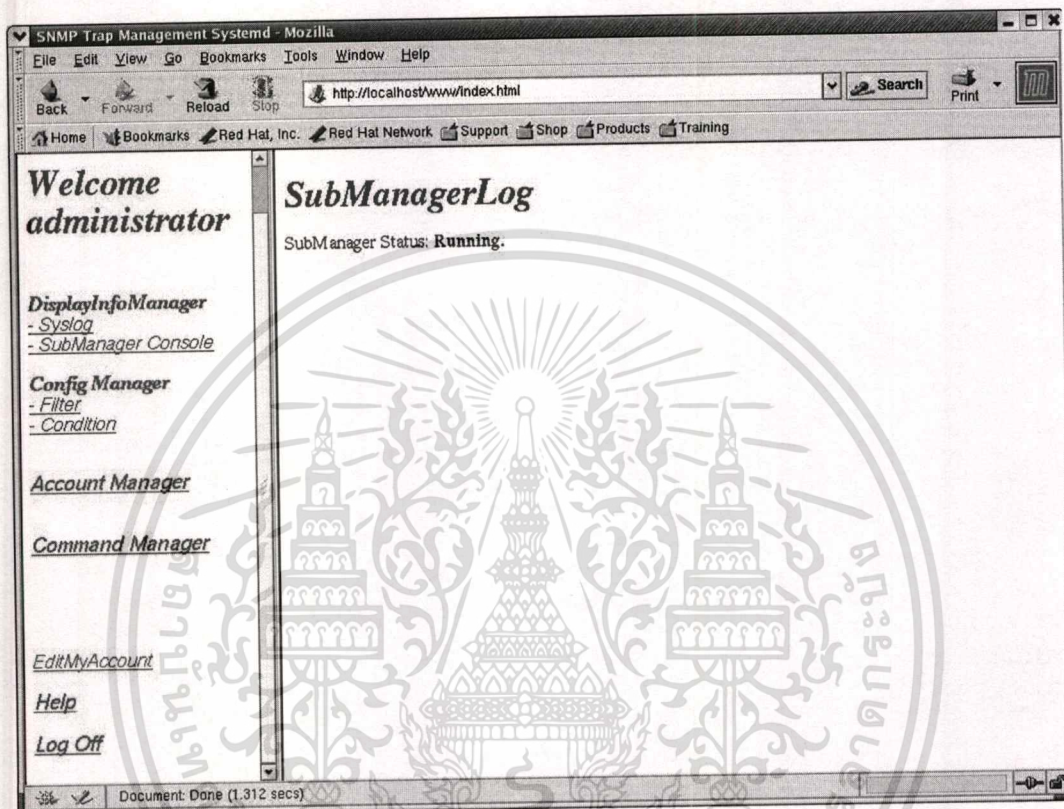 SNMP Trap Management Systemd - Mozilla
File Edit View Go Bookmarks Tools Window Help
Back Forward Reload Stop http://localhost/www/index.html Search Print
Home Bookmarks Red Hat, Inc. Red Hat Network Support Shop Products Training
Welcome administrator
DisplayInfoManager
- Syslog
- SubManager Console
Config Manager
- Filter
- Condition
Account Manager
Command Manager
EditMyAccount
Help
Log Off
SubManagerLog
SubManager Status: Running.
Document: Done (1.312 secs)